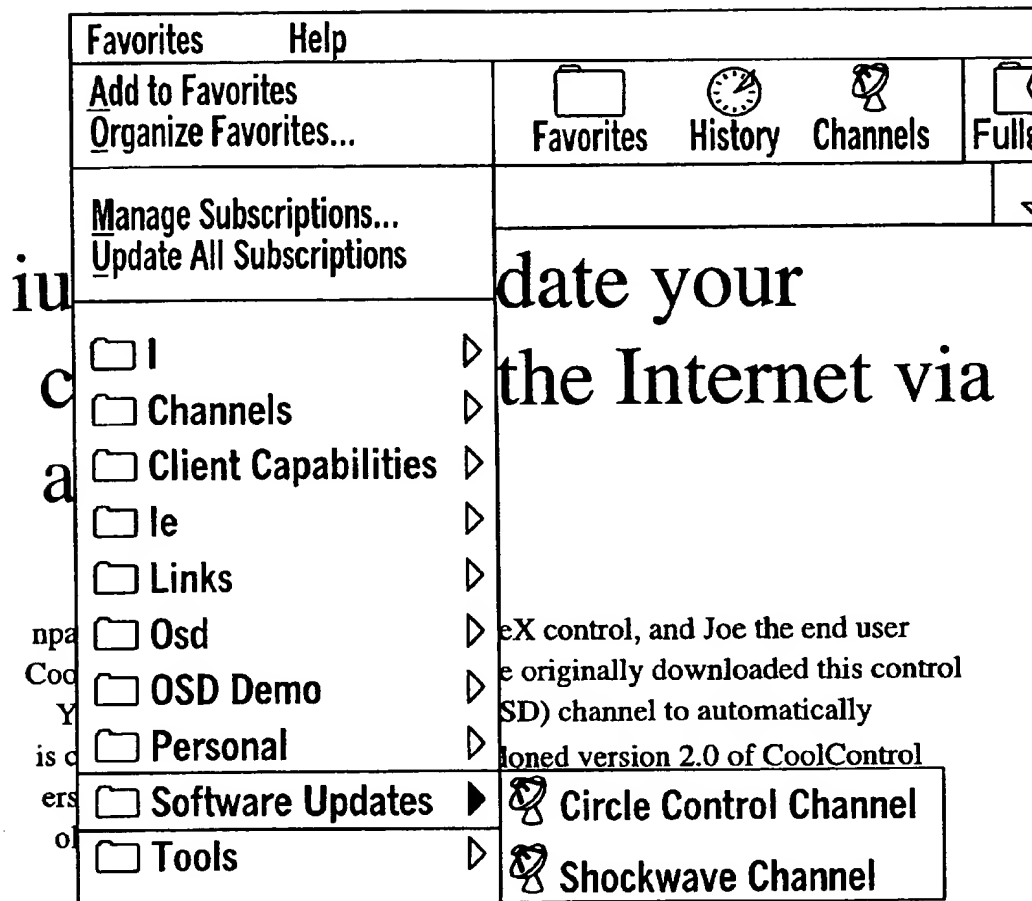 Favorites Help
Add to Favorites
Organize Favorites...
Favorites History Channels
Manage Subscriptions...
Update All Subscriptions
date your
the Internet via
a
I
Channels
Client Capabilities
Ie
Links
Osd
OSD Demo
Personal
Software Updates
Tools
eX control, and Joe the end user
e originally downloaded this control
SD) channel to automatically
is version 2.0 of CoolControl
Circle Control Channel
Shockwave Channel